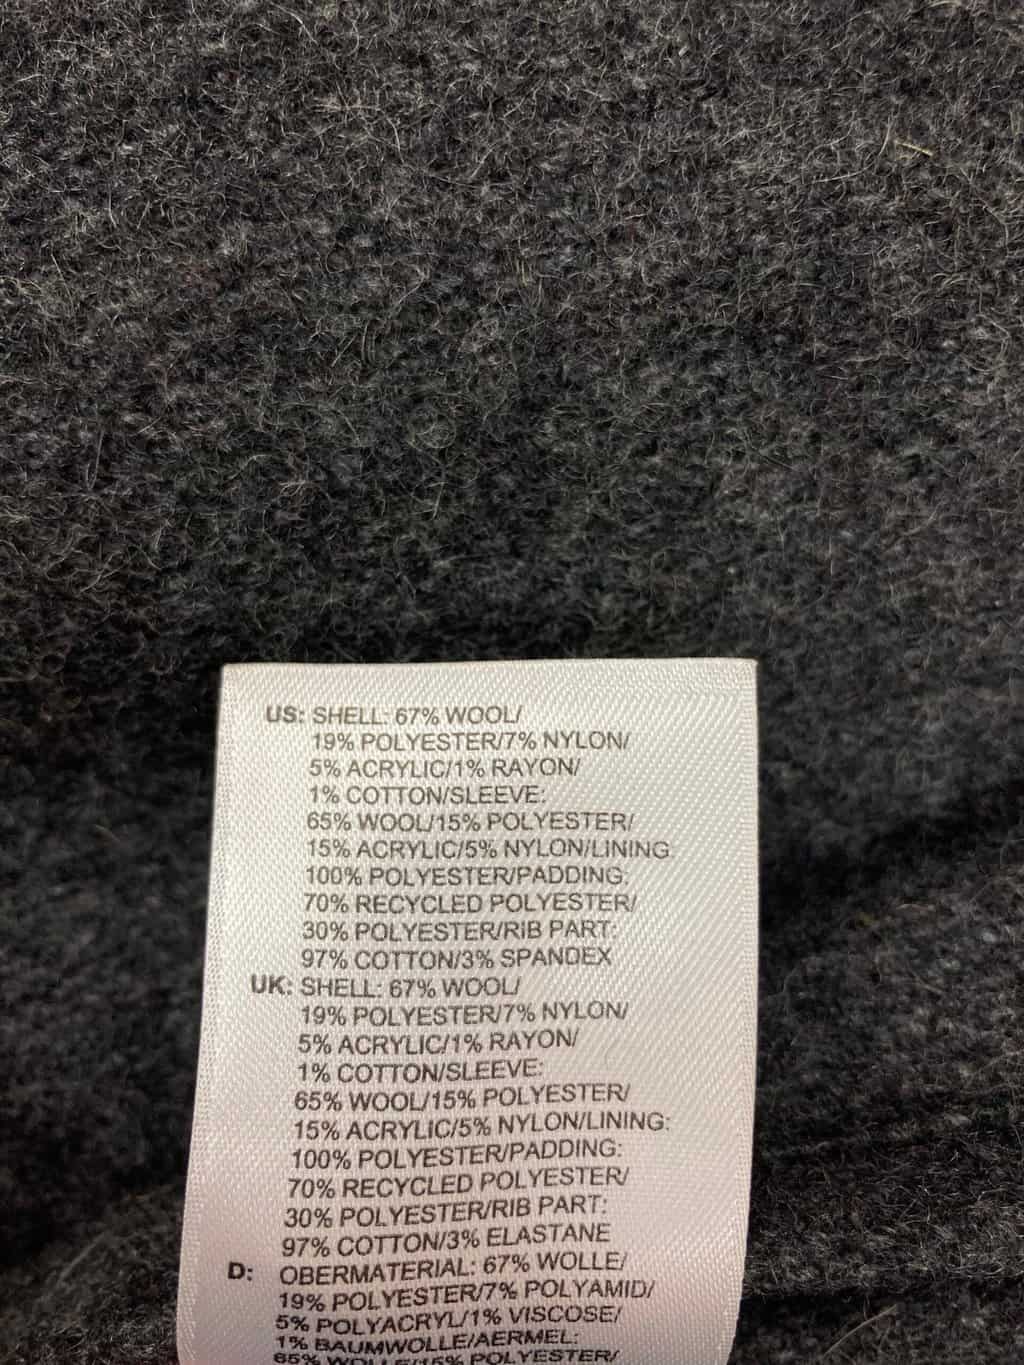 US: SHELL: 67% WOOL/
19% POLYESTER/7% NYLON/
5% ACRYLIC/1% RAYON/
1% COTTON/SLEEVE:
65% WOOL/15% POLYESTER/
15% ACRYLIC/5% NYLON/LINING:
100% POLYESTER/PADDING:
70% RECYCLED POLYESTER/
30% POLYESTER/RIB PART:
97% COTTON/3% SPANDEX
UK: SHELL: 67% WOOL/
19% POLYESTER/7% NYLON/
5% ACRYLIC/1% RAYON/
1% COTTON/SLEEVE:
65% WOOL/15% POLYESTER/
15% ACRYLIC/5% NYLON/LINING:
100% POLYESTER/PADDING:
70% RECYCLED POLYESTER/
30% POLYESTER/RIB PART:
97% COTTON/3% ELASTANE
D: OBERMATERIAL: 67% WOLLE/
19% POLYESTER/7% POLYAMID/
5% POLYACRYL/1% VISCOSE/
1% BAUMWOLLE/AERMEL:
65% WOLLE/15% POLYESTER/